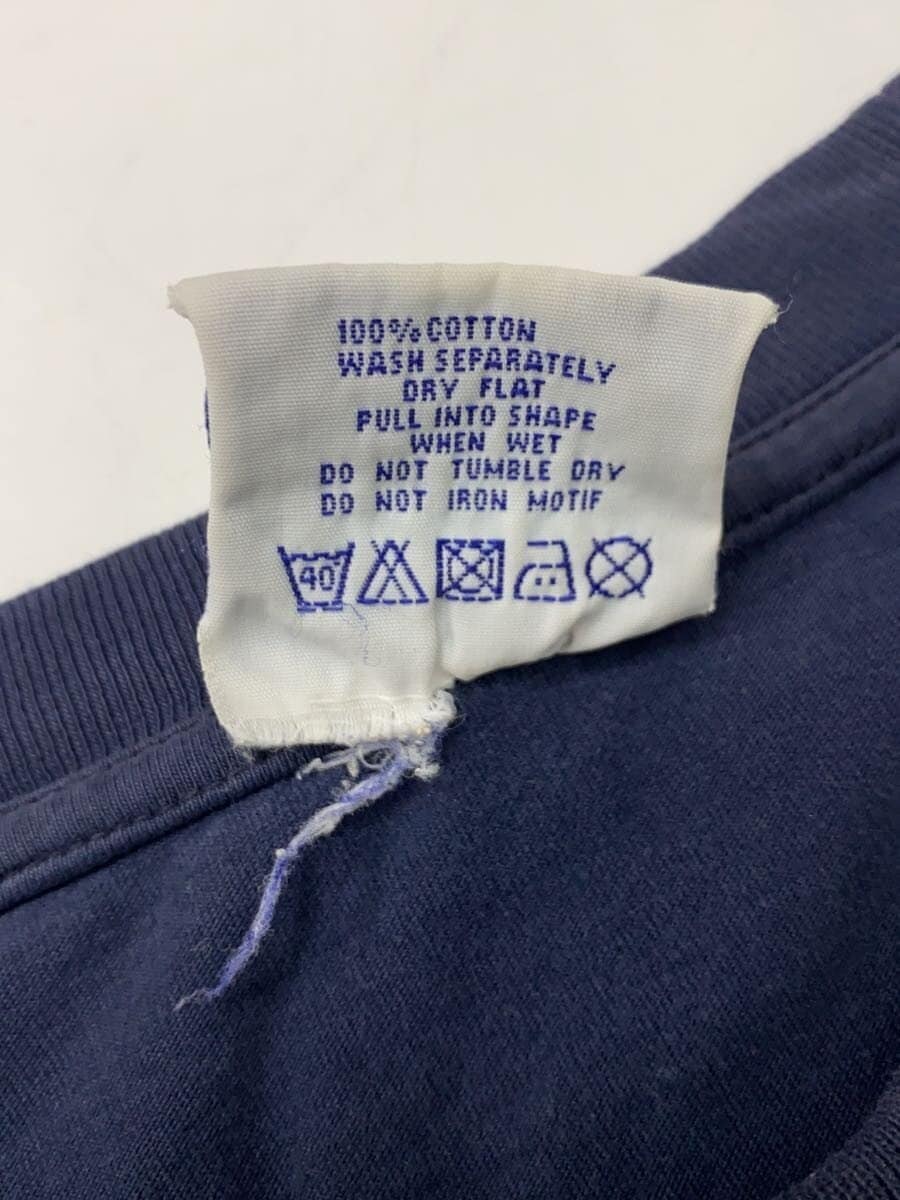 100% COTTON
WASH SEPARATELY
DRY FLAT
PULL INTO SHAPE
WHEN WET
DO NOT TUMBLE DRY
DO NOT IRON MOTIF
40